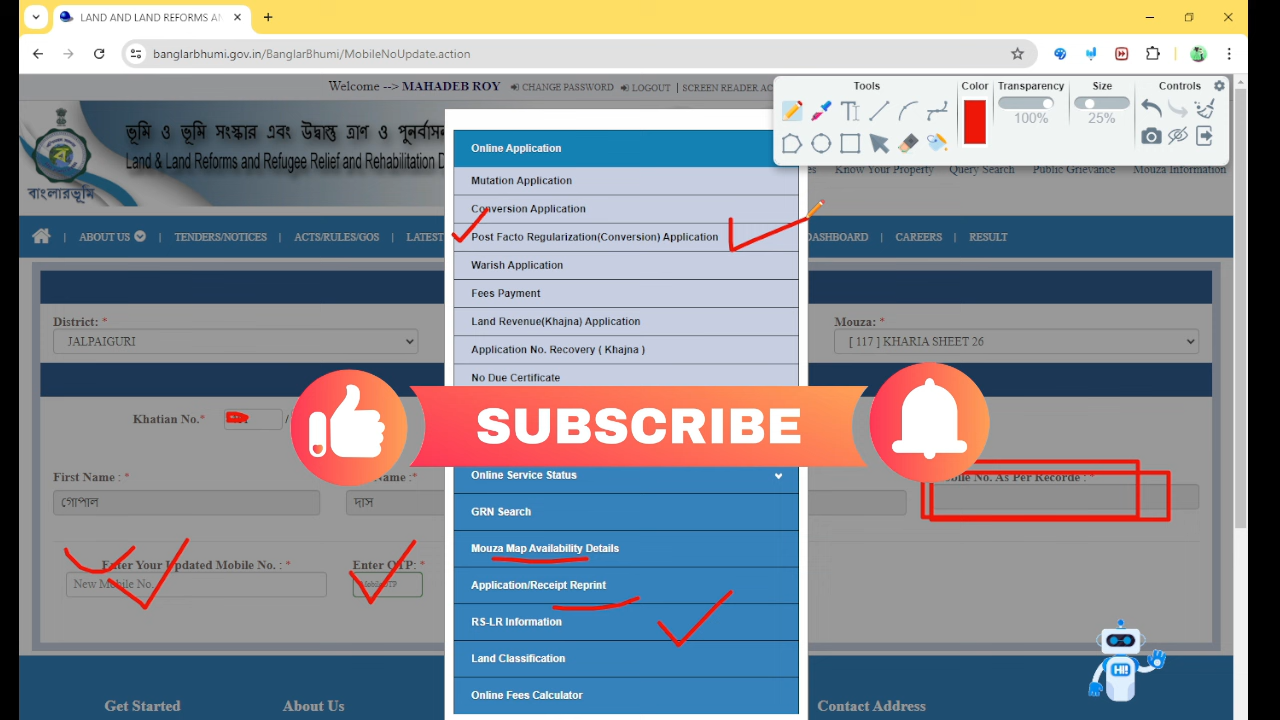 LAND AND LAND REFORMS AN
banglarbhumi.gov.in/BanglarBhumi/MobileNoUpdate.action
Welcome --> MAHADEB ROY CHANGE PASSWORD LOGOUT | SCREEN READER AC
Tools Color Transparency Size Controls
100% 25%
ভূমি ও ভূমি সংস্কার এবং উদ্বাস্তু ত্রাণ ও পুনর্বাস
Land & Land Reforms and Refugee Relief and Rehabilitation D
বাংলারভূমি
Know Your Property Query Search Public Grievance Mouza Information
ABOUT US | TENDERS/NOTICES | ACTS/RULES/GOS | LATEST
DASHBOARD | CAREERS | RESULT
Online Application
Mutation Application
Conversion Application
Post Facto Regularization(Conversion) Application
Warish Application
Fees Payment
Land Revenue(Khajna) Application
Application No. Recovery ( Khajna )
No Due Certificate
SUBSCRIBE
Online Service Status
GRN Search
Mouza Map Availability Details
Application/Receipt Reprint
RS-LR Information
Land Classification
Online Fees Calculator
District: *
JALPAIGURI
Mouza: *
[ 117 ] KHARIA SHEET 26
Khatian No.* /
First Name : *
গোপাল
Name : *
দাস
No. As Per Recorde : *
Enter Your Updated Mobile No. : *
New Mobile No.
Enter OTP: *
HI!
Get Started About Us Contact Address